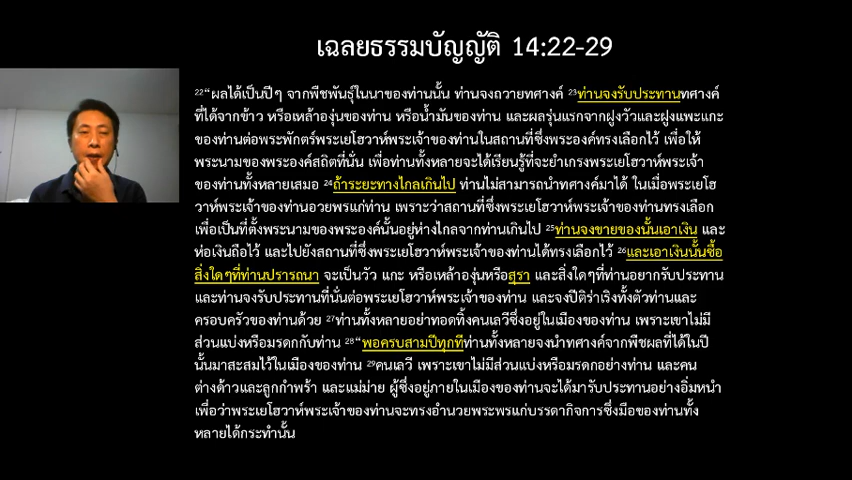 เฉลยธรรมบัญญัติ 14:22-29
22“ผลได้เป็นปีๆ จากพืชพันธุ์ในนาของท่านนั้น ท่านจงถวายทศางค์ 23ท่านจงรับประทานทศางค์
ที่ได้จากข้าว หรือเหล้าองุ่นของท่าน หรือน้ำมันของท่าน และผลรุ่นแรกจากฝูงวัวและฝูงแพะแกะ
ของท่านต่อพระพักตร์พระเยโฮวาห์พระเจ้าของท่านในสถานที่ซึ่งพระองค์ทรงเลือกไว้ เพื่อให้
พระนามของพระองค์สถิตที่นั่น เพื่อท่านทั้งหลายจะได้เรียนรู้ที่จะยำเกรงพระเยโฮวาห์พระเจ้า
ของท่านทั้งหลายเสมอ 24ถ้าระยะทางไกลเกินไป ท่านไม่สามารถนำทศางค์มาได้ ในเมื่อพระเยโฮ
วาห์พระเจ้าของท่านอวยพรแก่ท่าน เพราะว่าสถานที่ซึ่งพระเยโฮวาห์พระเจ้าของท่านทรงเลือก
เพื่อเป็นที่ตั้งพระนามของพระองค์นั้นอยู่ห่างไกลจากท่านเกินไป 25ท่านจงขายของนั้นเอาเงิน และ
ห่อเงินถือไว้ และไปยังสถานที่ซึ่งพระเยโฮวาห์พระเจ้าของท่านได้ทรงเลือกไว้ 26และเอาเงินนั้นซื้อ
สิ่งใดๆที่ท่านปรารถนา จะเป็นวัว แกะ หรือเหล้าองุ่นหรือสุรา และสิ่งใดๆที่ท่านอยากรับประทาน
และท่านจงรับประทานที่นั่นต่อพระเยโฮวาห์พระเจ้าของท่าน และจงปีติร่าเริงทั้งตัวท่านและ
ครอบครัวของท่านด้วย 27ท่านทั้งหลายอย่าทอดทิ้งคนเลวีซึ่งอยู่ในเมืองของท่าน เพราะเขาไม่มี
ส่วนแบ่งหรือมรดกกับท่าน 28“พอครบสามปีทุกทีท่านทั้งหลายจงนำทศางค์จากพืชผลที่ได้ในปี
นั้นมาสะสมไว้ในเมืองของท่าน 29คนเลวี เพราะเขาไม่มีส่วนแบ่งหรือมรดกอย่างท่าน และคน
ต่างด้าวและลูกกำพร้า และแม่ม่าย ผู้ซึ่งอยู่ภายในเมืองของท่านจะได้มารับประทานอย่างอิ่มหนำ
เพื่อว่าพระเยโฮวาห์พระเจ้าของท่านจะทรงอำนวยพระพรแก่บรรดากิจการซึ่งมือของท่านทั้ง
หลายได้กระทำนั้น